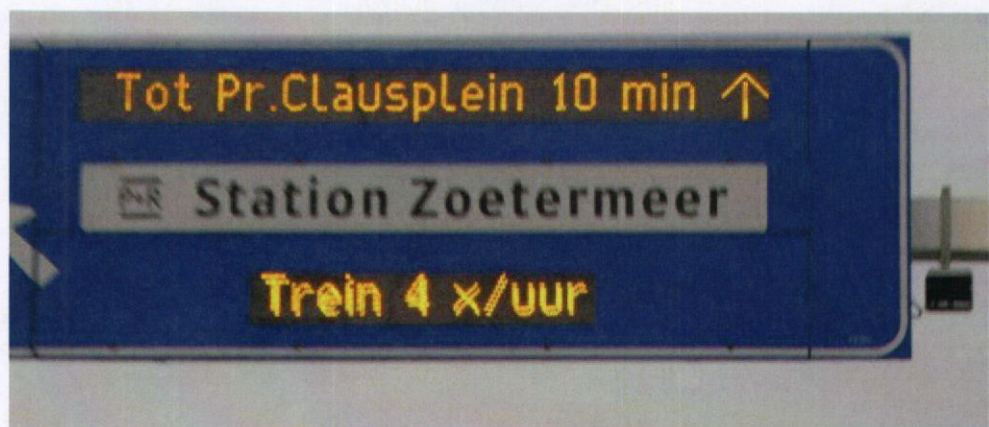 Tot Pr.Clausplein 10 min ↑
P+R Station Zoetermeer
Trein 4 x/uur